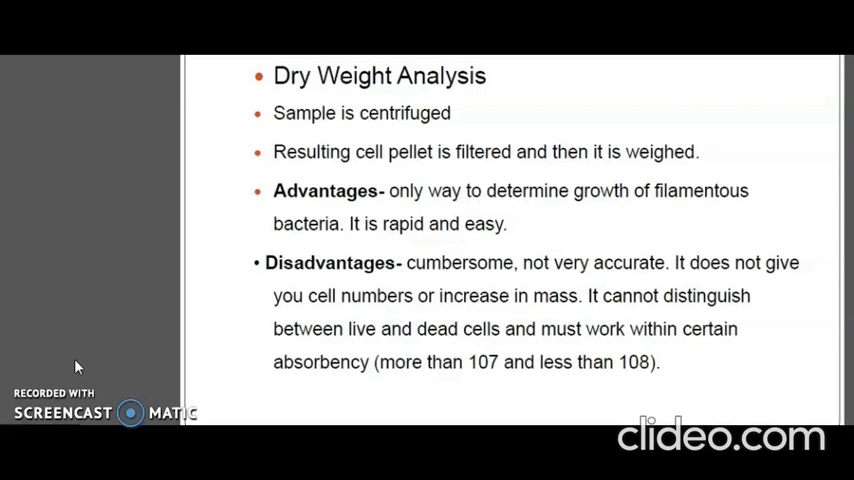 • Dry Weight Analysis
• Sample is centrifuged
• Resulting cell pellet is filtered and then it is weighed.
• Advantages- only way to determine growth of filamentous
bacteria. It is rapid and easy.
• Disadvantages- cumbersome, not very accurate. It does not give
you cell numbers or increase in mass. It cannot distinguish
between live and dead cells and must work within certain
absorbency (more than 107 and less than 108).
RECORDED WITH
SCREENCAST MATIC
clideo.com